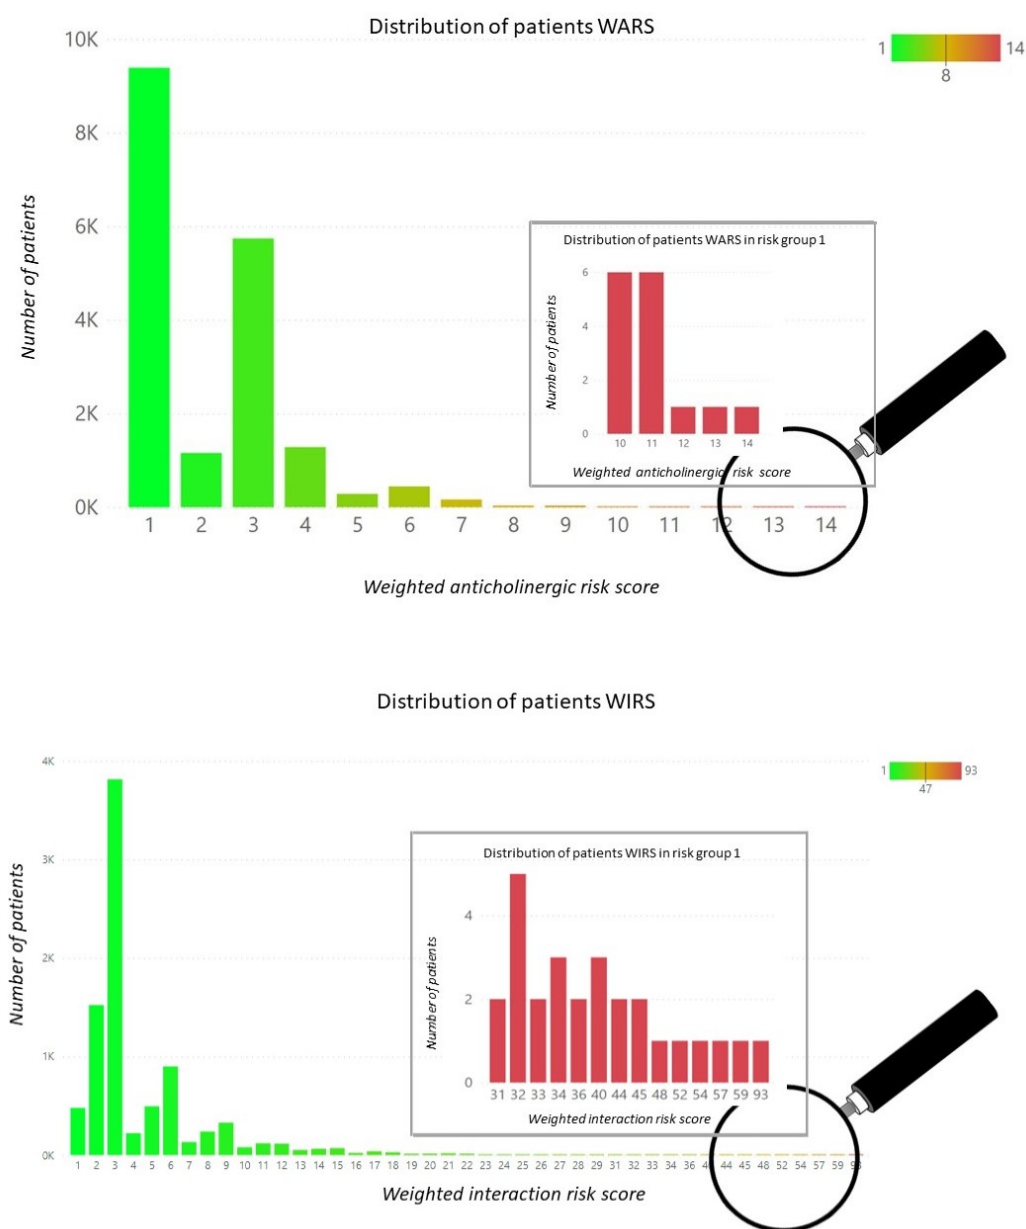 Distribution of patients WARS
10K
8K
6K
4K
2K
0K
Number of patients
1 14
8
Distribution of patients WARS in risk group 1
6
4
2
0
Number of patients
10 11 12 13 14
Weighted anticholinergic risk score
1 2 3 4 5 6 7 8 9 10 11 12 13 14
Weighted anticholinergic risk score
Distribution of patients WIRS
4K
3K
2K
1K
0K
Number of patients
1 93
47
Distribution of patients WIRS in risk group 1
4
2
0
Number of patients
31 32 33 34 36 40 44 45 48 52 54 57 59 93
Weighted interaction risk score
1 2 3 4 5 6 7 8 9 10 11 12 13 14 15 16 17 18 19 20 21 22 23 24 25 26 27 28 29 31 32 33 34 36 44 45 48 52 54 57 59 93
Weighted interaction risk score